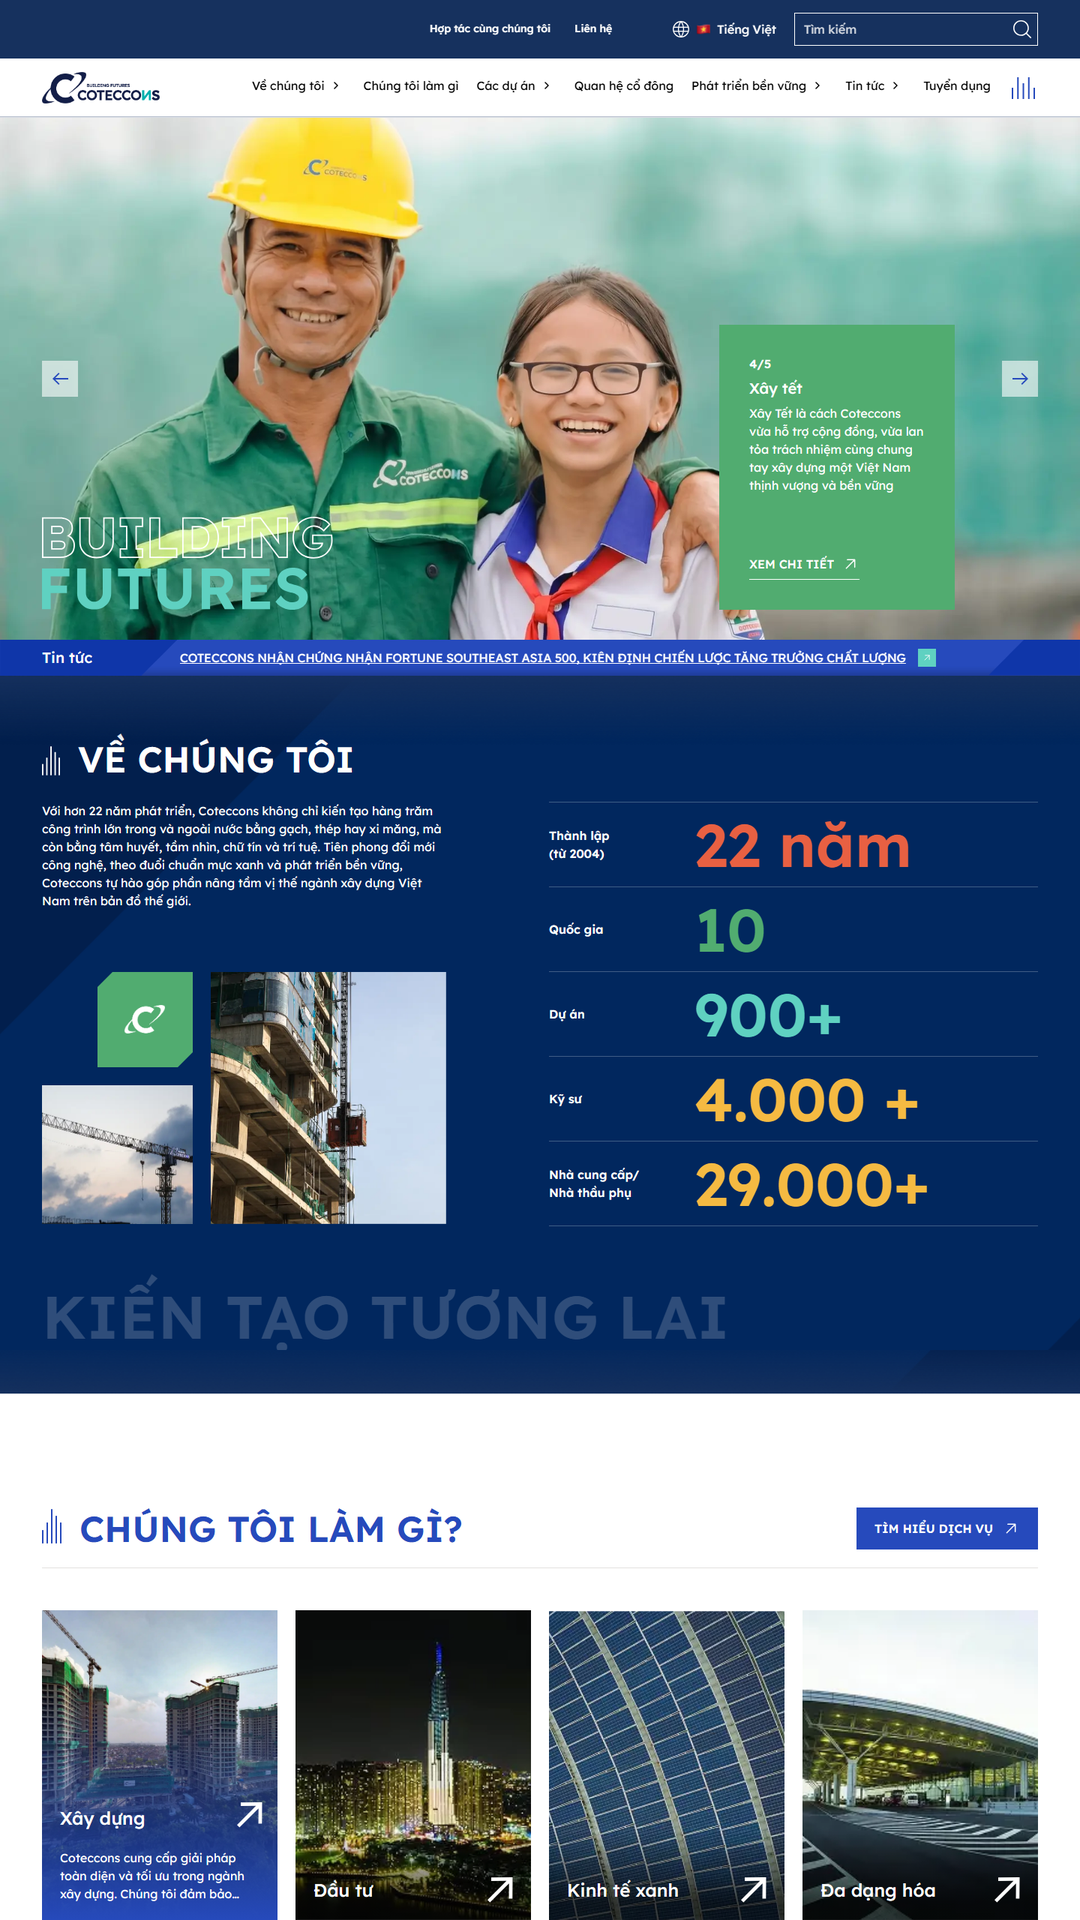 Hợp tác cùng chúng tôi
Liên hệ
Tiếng Việt
Tìm kiếm
BUILDING FUTURES
COTECCONS
Về chúng tôi
Chúng tôi làm gì
Các dự án
Quan hệ cổ đông
Phát triển bền vững
Tin tức
Tuyển dụng
COTECCONS
COTECCONS
4/5
Xây tết
Xây Tết là cách Coteccons
vừa hỗ trợ cộng đồng, vừa lan
tỏa trách nhiệm cùng chung
tay xây dựng một Việt Nam
thịnh vượng và bền vững
XEM CHI TIẾT
BUILDING
FUTURES
Tin tức
COTECCONS NHẬN CHỨNG NHẬN FORTUNE SOUTHEAST ASIA 500, KIÊN ĐỊNH CHIẾN LƯỢC TĂNG TRƯỞNG CHẤT LƯỢNG
VỀ CHÚNG TÔI
Với hơn 22 năm phát triển, Coteccons không chỉ kiến tạo hàng trăm
công trình lớn trong và ngoài nước bằng gạch, thép hay xi măng, mà
còn bằng tâm huyết, tầm nhìn, chữ tín và trí tuệ. Tiên phong đổi mới
công nghệ, theo đuổi chuẩn mực xanh và phát triển bền vững,
Coteccons tự hào góp phần nâng tầm vị thế ngành xây dựng Việt
Nam trên bản đồ thế giới.
Thành lập
(từ 2004)
22 năm
Quốc gia
10
Dự án
900+
Kỹ sư
4.000 +
Nhà cung cấp/
Nhà thầu phụ
29.000+
KIẾN TẠO TƯƠNG LAI
CHÚNG TÔI LÀM GÌ?
TÌM HIỂU DỊCH VỤ
Xây dựng
Coteccons cung cấp giải pháp
toàn diện và tối ưu trong ngành
xây dựng. Chúng tôi đảm bảo...
Đầu tư
Kinh tế xanh
Đa dạng hóa